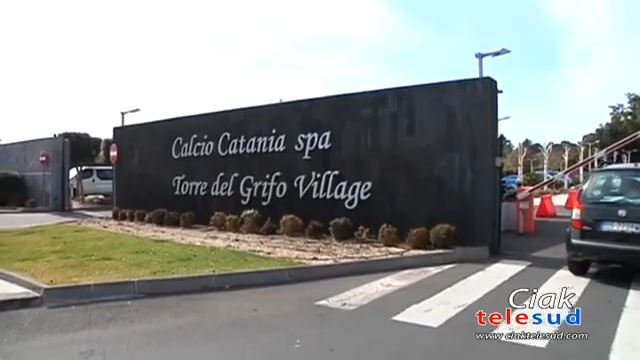 Calcio Catania spa
Torre del Grifo Village
Ciak
telesud
www.ciaktelesud.com